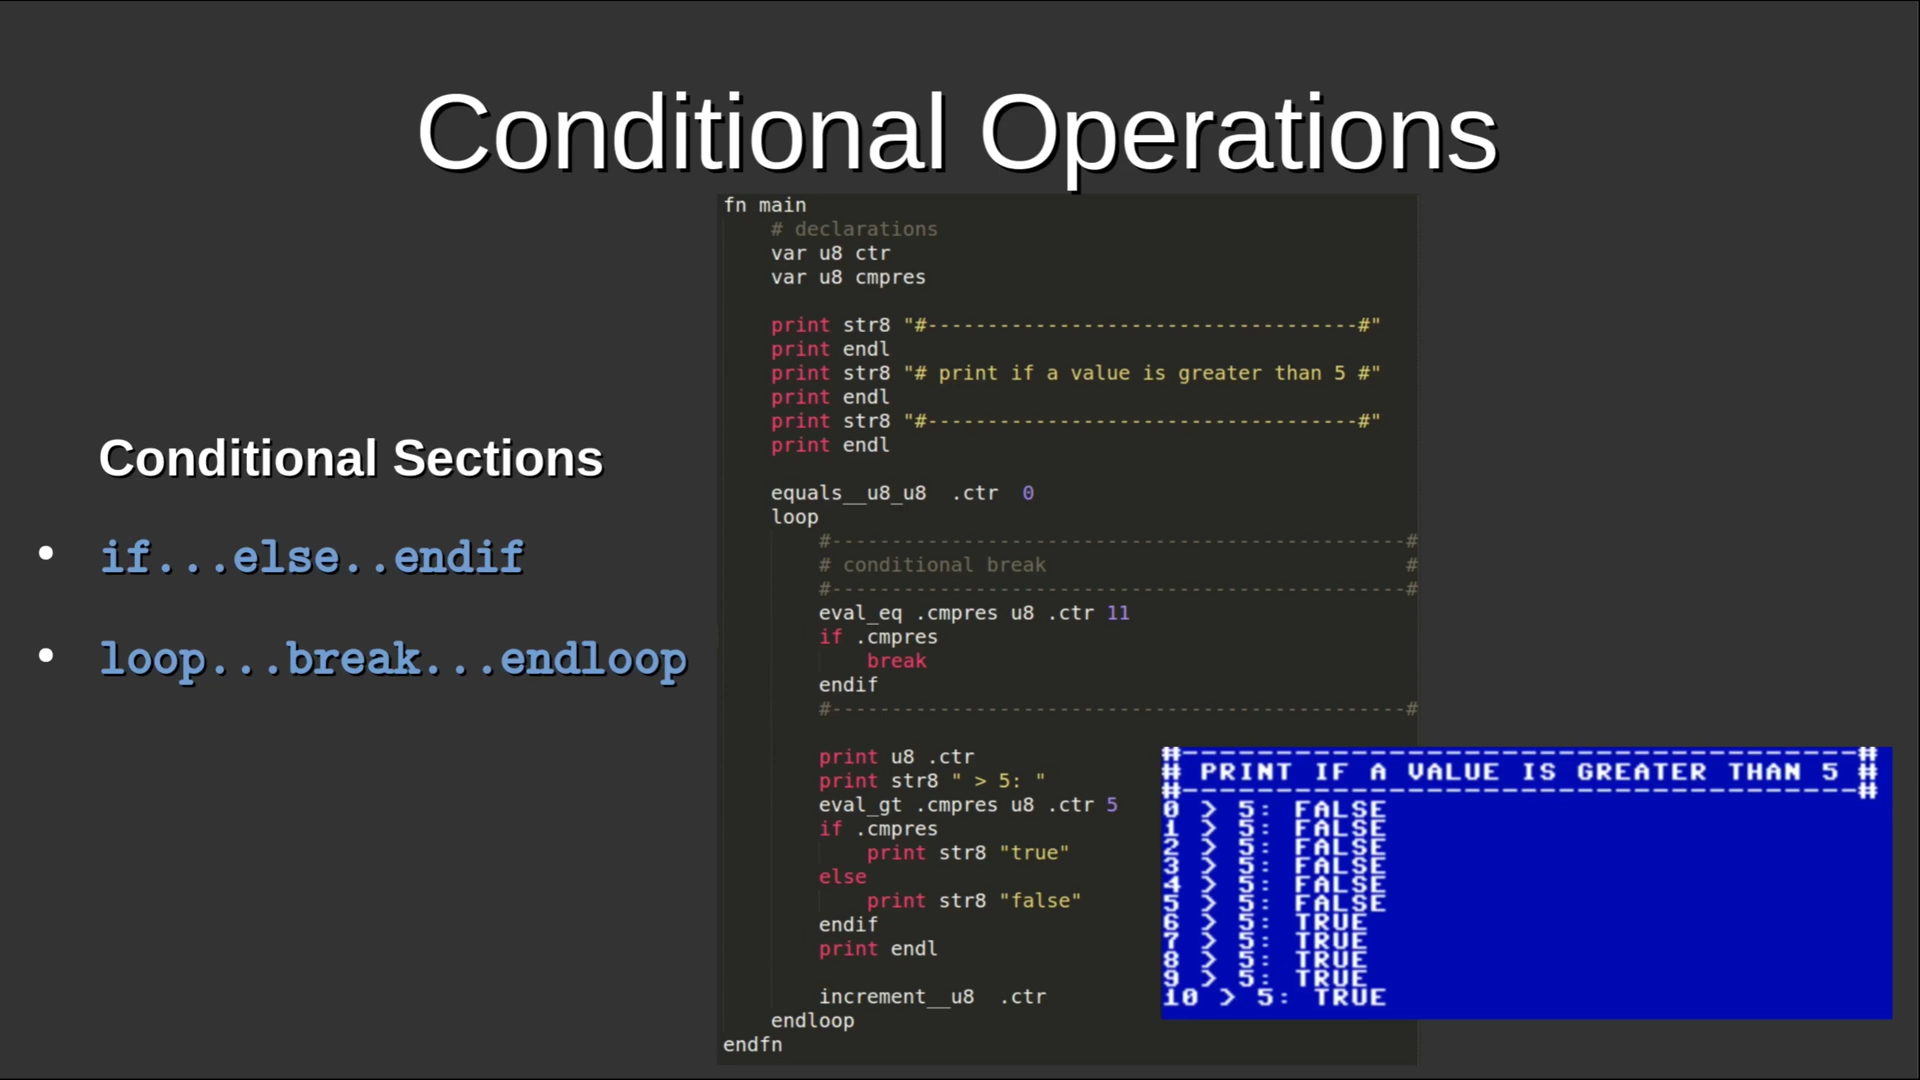 Conditional Operations
Conditional Sections
• if...else..endif
• loop...break...endloop
fn main
    # declarations
    var u8 ctr
    var u8 cmpres

    print str8 "#------------------------------------#"
    print endl
    print str8 "# print if a value is greater than 5 #"
    print endl
    print str8 "#------------------------------------#"
    print endl

    equals__u8_u8  .ctr  0
    loop
        #------------------------------------------------#
        # conditional break                              #
        #------------------------------------------------#
        eval_eq .cmpres u8 .ctr 11
        if .cmpres
            break
        endif
        #------------------------------------------------#

        print u8 .ctr
        print str8 " > 5: "
        eval_gt .cmpres u8 .ctr 5
        if .cmpres
            print str8 "true"
        else
            print str8 "false"
        endif
        print endl

        increment__u8  .ctr
    endloop
endfn
#------------------------------------#
# PRINT IF A VALUE IS GREATER THAN 5 #
#------------------------------------#
0 > 5: FALSE
1 > 5: FALSE
2 > 5: FALSE
3 > 5: FALSE
4 > 5: FALSE
5 > 5: FALSE
6 > 5: TRUE
7 > 5: TRUE
8 > 5: TRUE
9 > 5: TRUE
10 > 5: TRUE